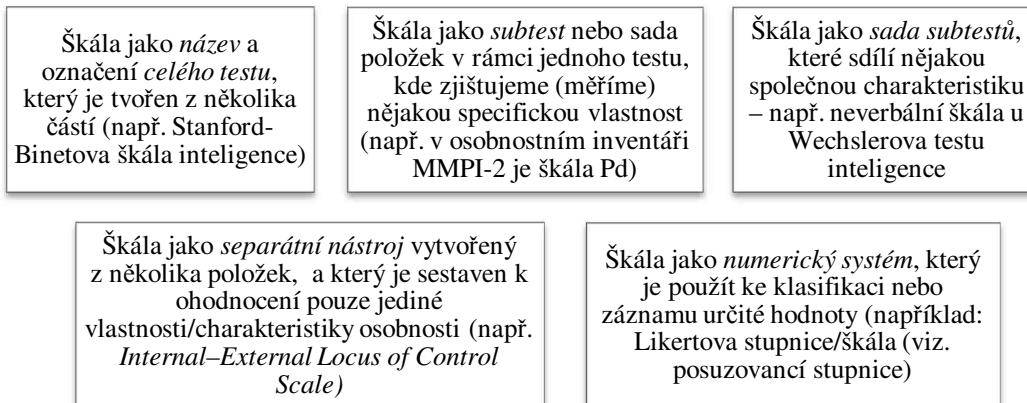 Škála jako název a
označení celého testu,
který je tvořen z několika
částí (např. Stanford-
Binetova škála inteligence)
Škála jako subtest nebo sada
položek v rámci jednoho testu,
kde zjištujeme (měříme)
nějakou specifickou vlastnost
(např. v osobnostním inventáři
MMPI-2 je škála Pd)
Škála jako sada subtestů,
které sdílí nějakou
společnou charakteristiku
– např. neverbální škála u
Wechslerova testu
inteligence
Škála jako separátní nástroj vytvořený
z několika položek, a který je sestaven k
ohodnocení pouze jediné
vlastnosti/charakteristiky osobnosti (např.
Internal–External Locus of Control
Scale)
Škála jako numerický systém, který
je použít ke klasifikaci nebo
záznamu určité hodnoty (například:
Likertova stupnice/škála (viz.
posuzovancí stupnice)